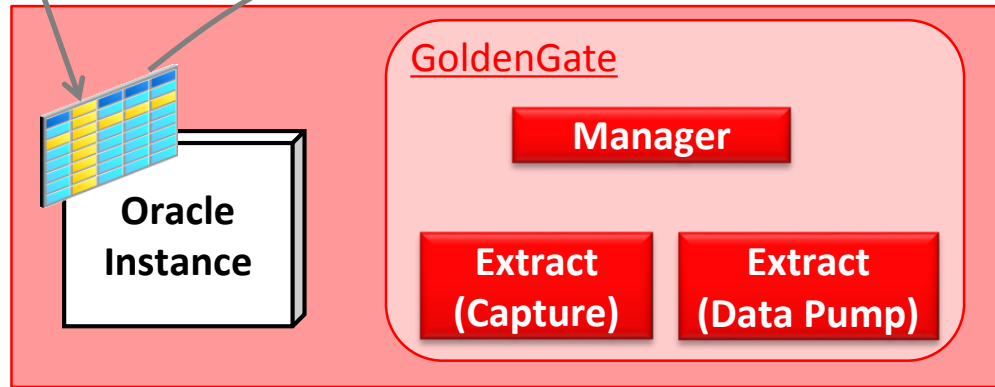 GoldenGate
Manager
Oracle
Instance
Extract
(Capture)
Extract
(Data Pump)